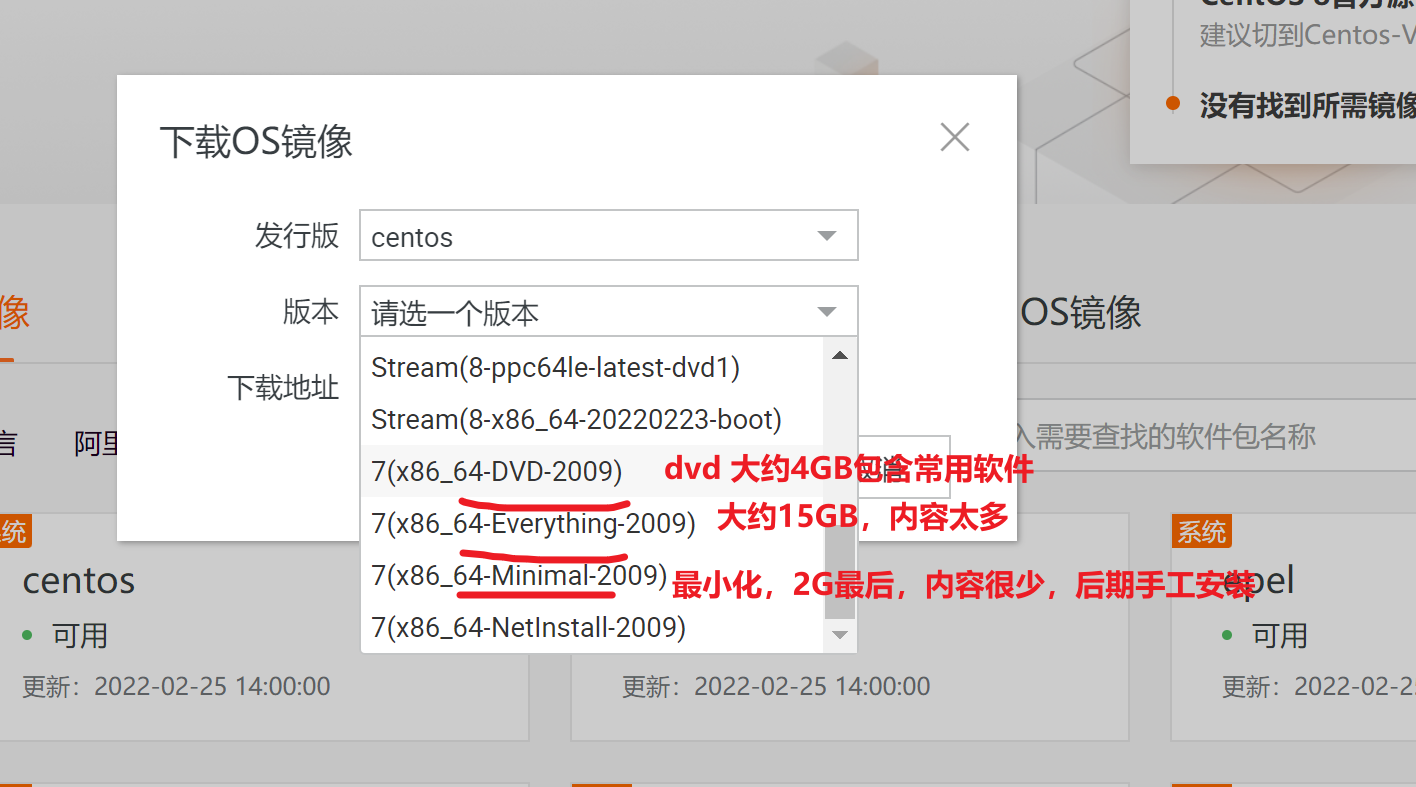 建议切到Centos-V
没有找到所需镜像
下载OS镜像
发行版
centos
版本
请选一个版本
像
OS镜像
Stream(8-ppc64le-latest-dvd1)
下载地址
Stream(8-x86_64-20220223-boot)
言
阿里
入需要查找的软件包名称
7(x86_64-DVD-2009)
dvd 大约4GB包含常用软件
7(x86_64-Everything-2009)
大约15GB，内容太多
统
系统
centos
7(x86_64-Minimal-2009)
最小化，2G最后，内容很少，后期手工安装
epel
可用
7(x86_64-NetInstall-2009)
可用
更新：2022-02-25 14:00:00
更新：2022-02-25 14:00:00
更新：2022-02-2